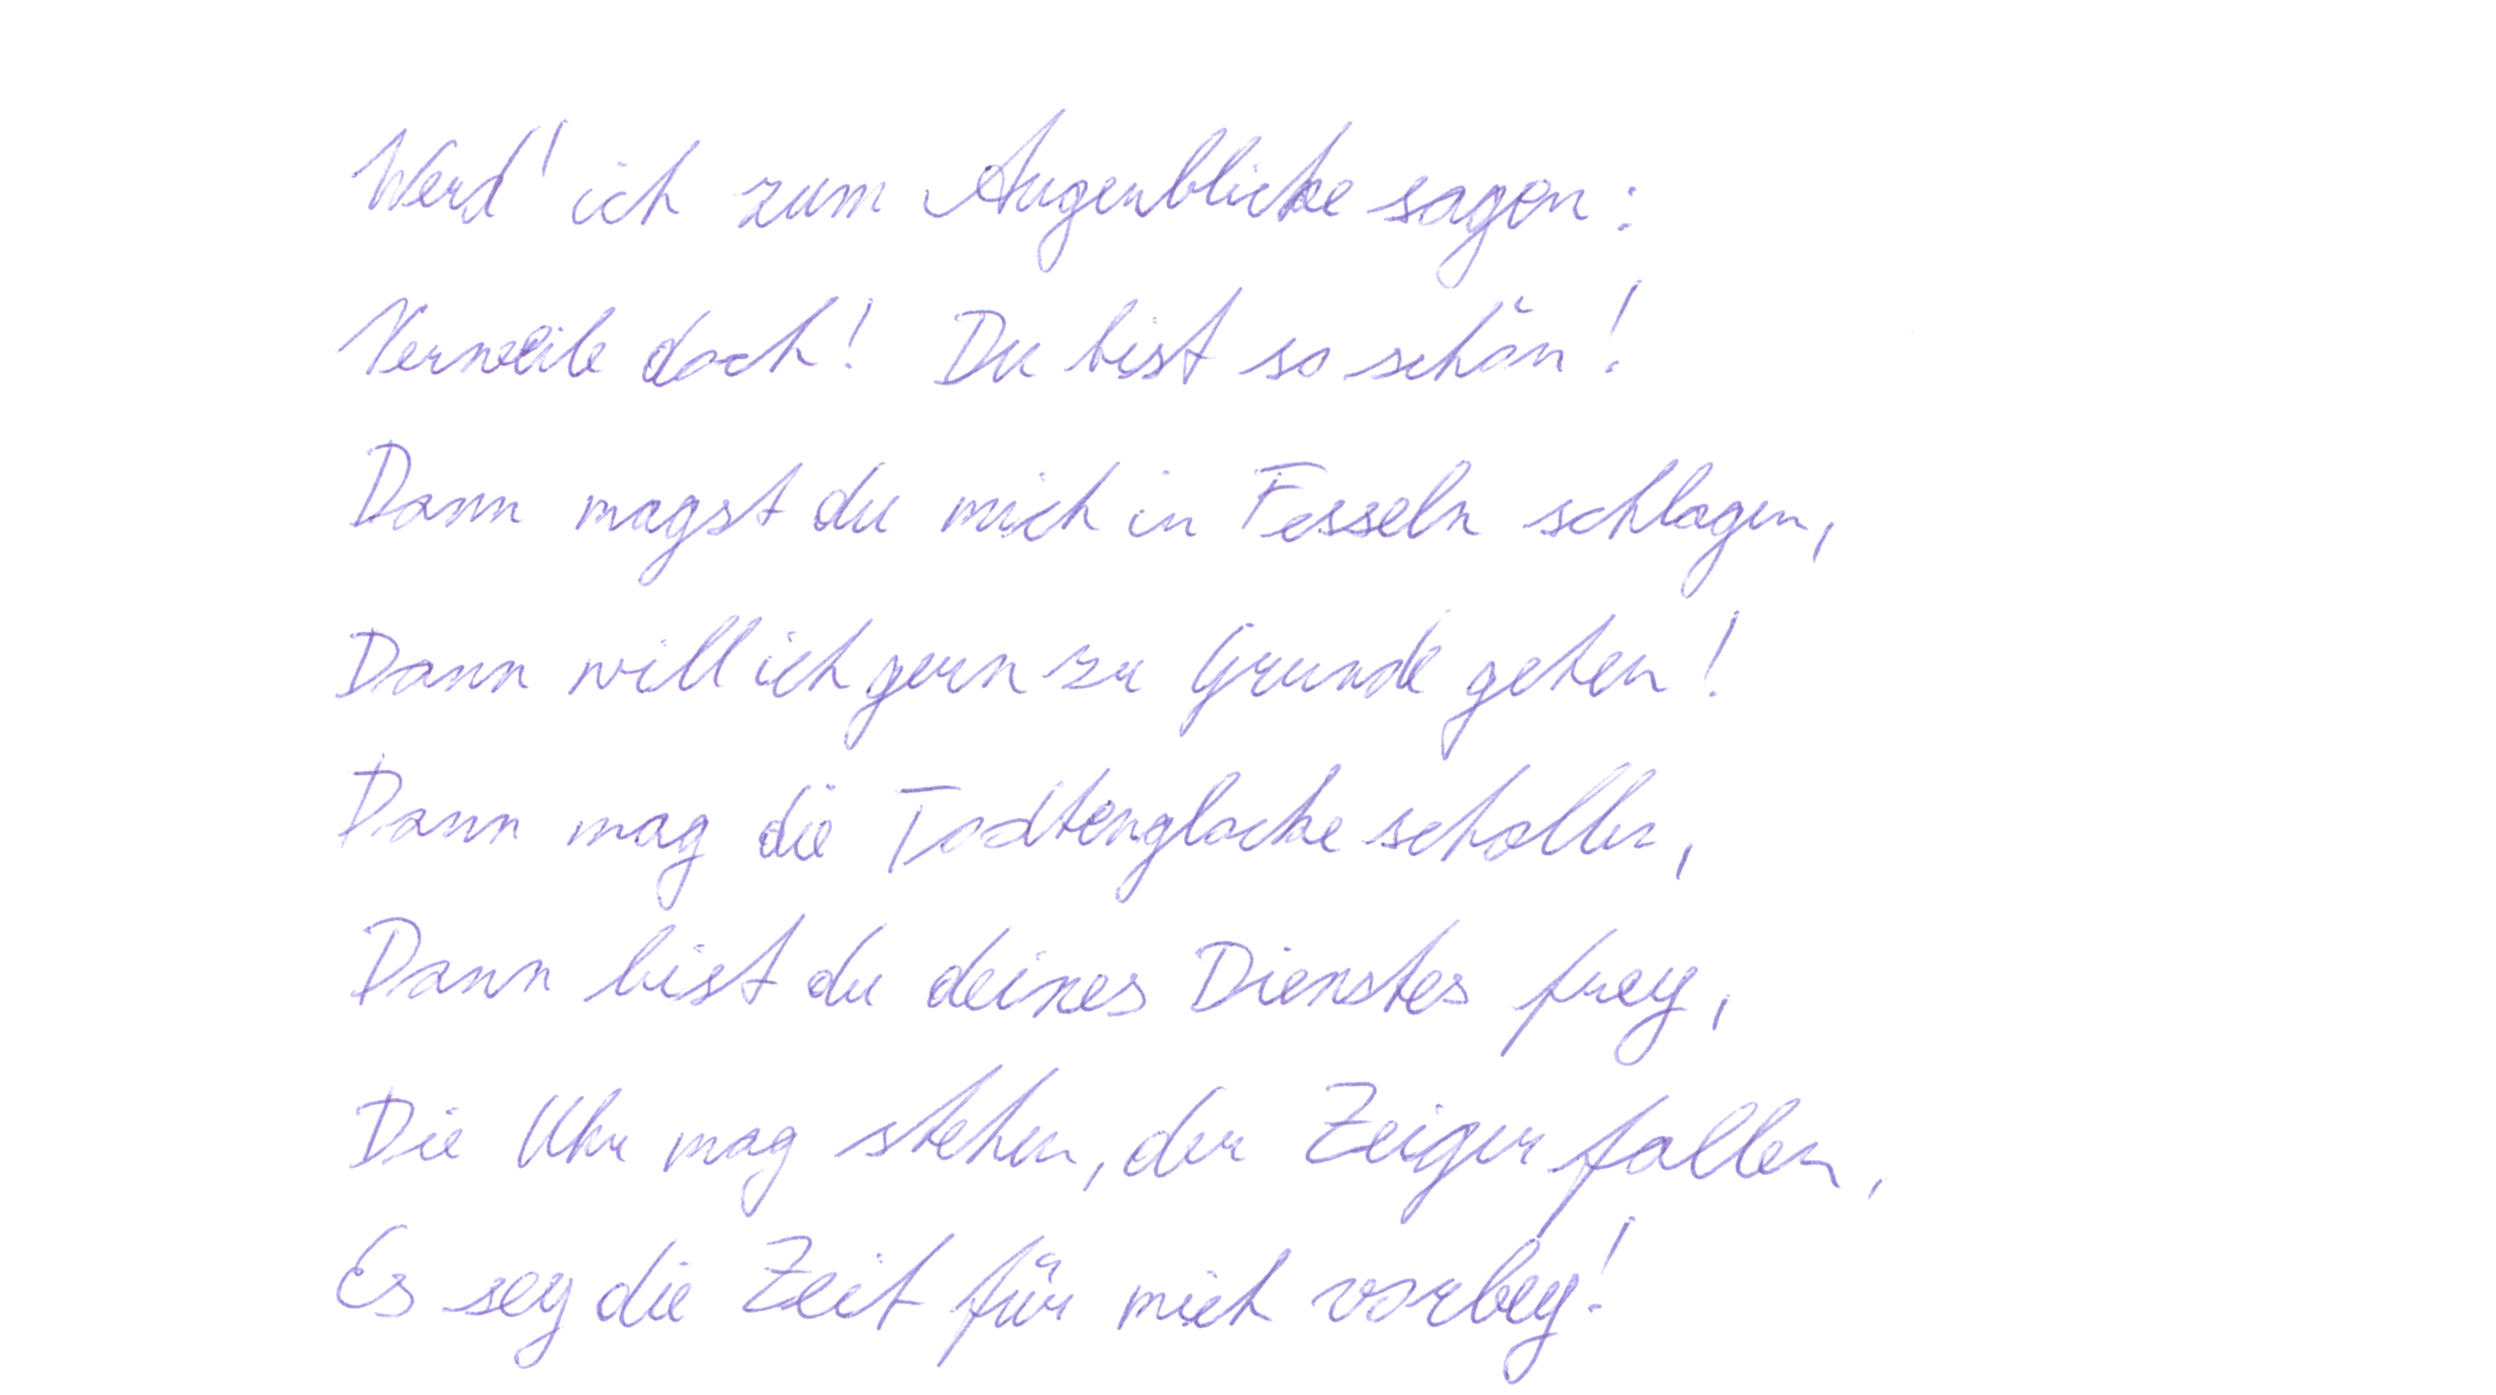 Werd' ich zum Augenblicke sagen:
Verweile doch! Du bist so schön!
Dann magst du mich in Fesseln schlagen,
Dann will ich gern zu Grunde gehen!
Dann mag die Todtenglocke schallen,
Dann bist du deines Dienstes frey,
Die Uhr mag stehen, der Zeiger fallen,
Es sey die Zeit für mich vorbey!